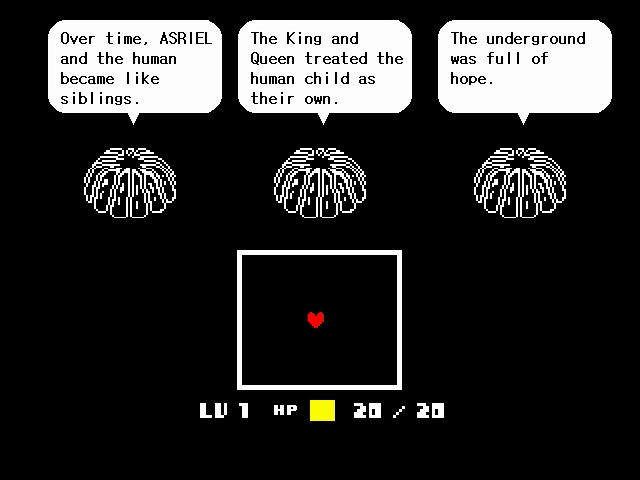 Over time, ASRIEL
and the human
became like
siblings.
The King and
Queen treated the
human child as
their own.
The underground
was full of
hope.
LV 1 HP 20 / 20